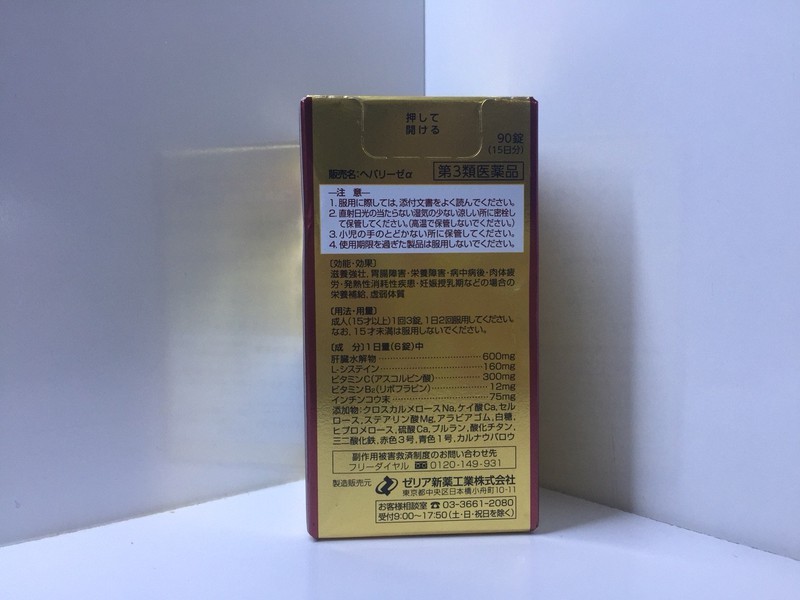 押して
開ける
90錠
(15日分)
販売名:ヘパリーゼα
第3類医薬品
―注 意―
1. 服用に際しては、添付文書をよく読んでください。
2. 直射日光の当たらない湿気の少ない涼しい所に密栓し
て保管してください。(高温で保管しないでください。)
3. 小児の手のとどかない所に保管してください。
4. 使用期限を過ぎた製品は服用しないでください。
〔効能・効果〕
滋養強壮、胃腸障害・栄養障害・病中病後・肉体疲
労・発熱性消耗性疾患・妊娠授乳期などの場合の
栄養補給、虚弱体質
〔用法・用量〕
成人(15才以上)1回3錠、1日2回服用してください。
なお、15才未満は服用しないでください。
〔成 分〕1日量(6錠)中
肝臓水解物 600mg
L-システイン 160mg
ビタミンC(アスコルビン酸) 300mg
ビタミンB2(リボフラビン) 12mg
インチンコウ末 75mg
添加物:クロスカルメロースNa、ケイ酸Ca、セル
ロース、ステアリン酸Mg、アラビアゴム、白糖、
ヒプロメロース、硫酸Ca、プルラン、酸化チタン、
三二酸化鉄、赤色3号、青色1号、カルナウバロウ
副作用被害救済制度のお問い合わせ先
フリーダイヤル 0120-149-931
製造販売元
ゼリア新薬工業株式会社
東京都中央区日本橋小舟町10-11
お客様相談室 ☎ 03-3661-2080
受付9:00~17:50(土・日・祝日を除く)